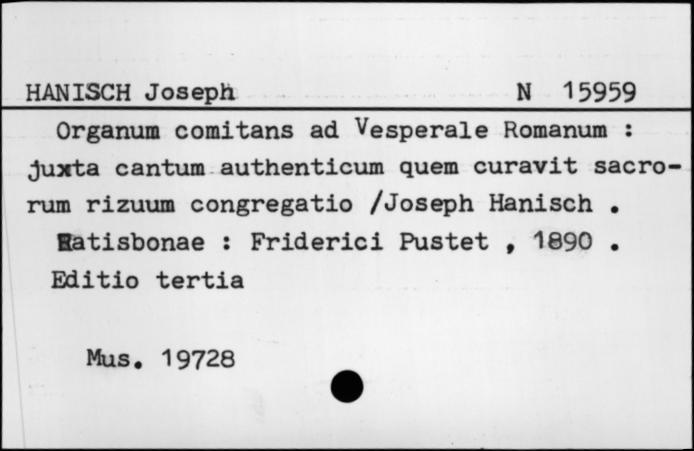 HANISCH Joseph N 15959
Organum comitans ad Vesperale Romanum :
juxta cantum authenticum quem curavit sacro-
rum rizuum congregatio /Joseph Hanisch .
Ratisbonae : Friderici Pustet , 1890 .
Editio tertia
Mus. 19728